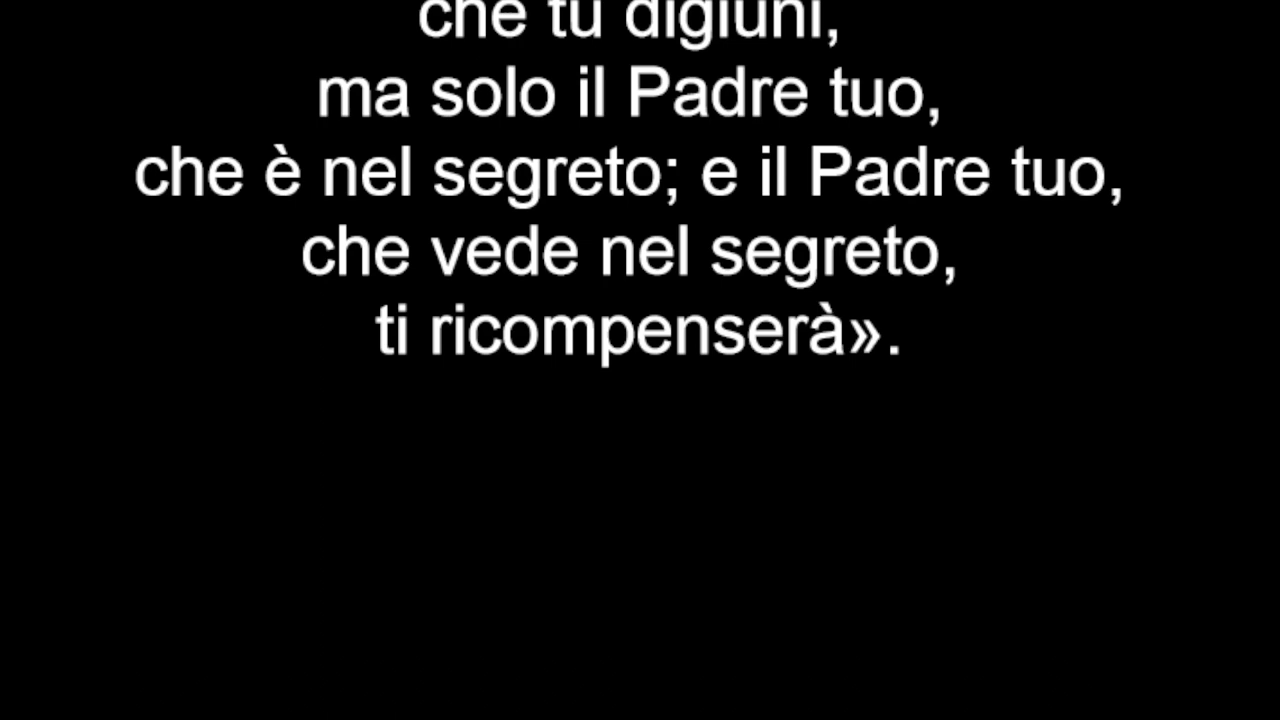 che tu digiuni,
ma solo il Padre tuo,
che è nel segreto; e il Padre tuo,
che vede nel segreto,
ti ricompenserà».